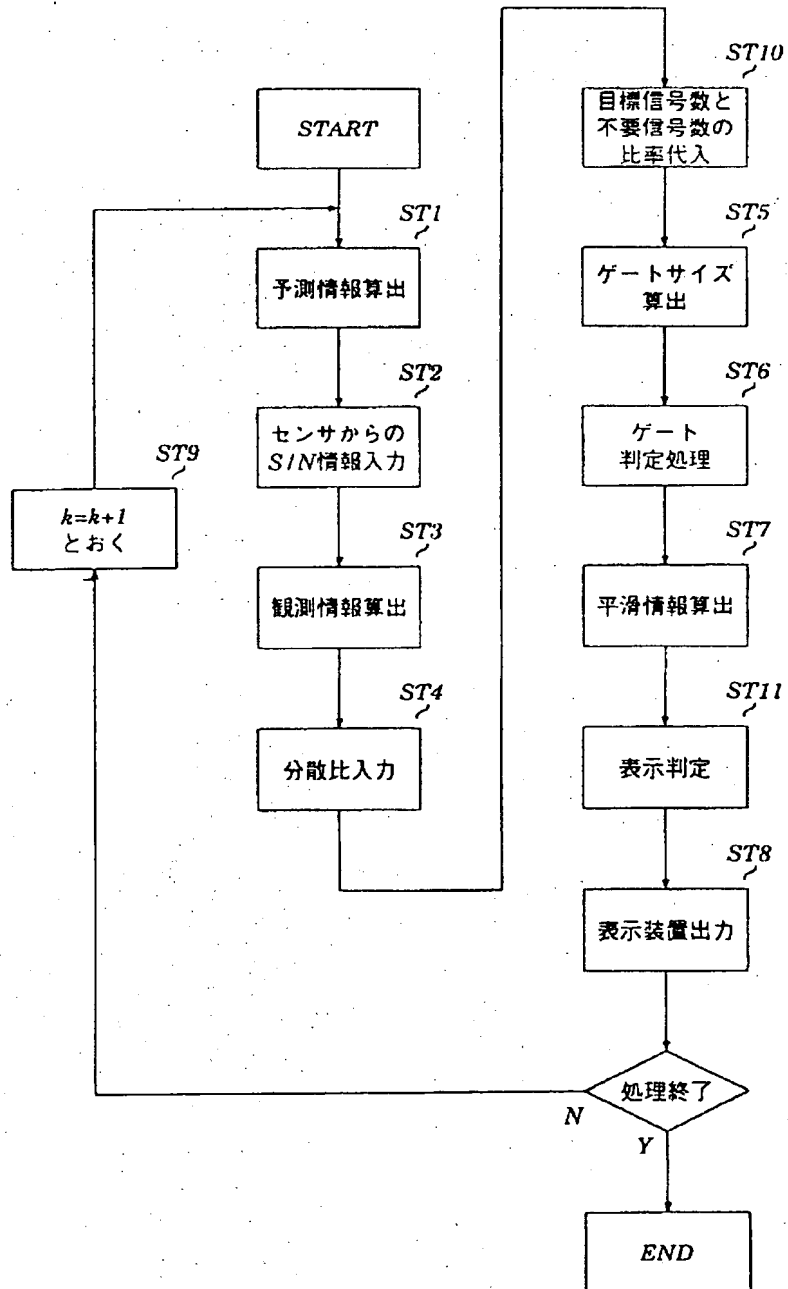 START
ST1
予測情報算出
ST2
センサからの
S/N情報入力
ST3
観測情報算出
ST4
分散比入力
ST10
目標信号数と
不要信号数の
比率代入
ST5
ゲートサイズ
算出
ST6
ゲート
判定処理
ST7
平滑情報算出
ST11
表示判定
ST8
表示装置出力
処理終了
N
Y
ST9
k=k+1
とおく
END